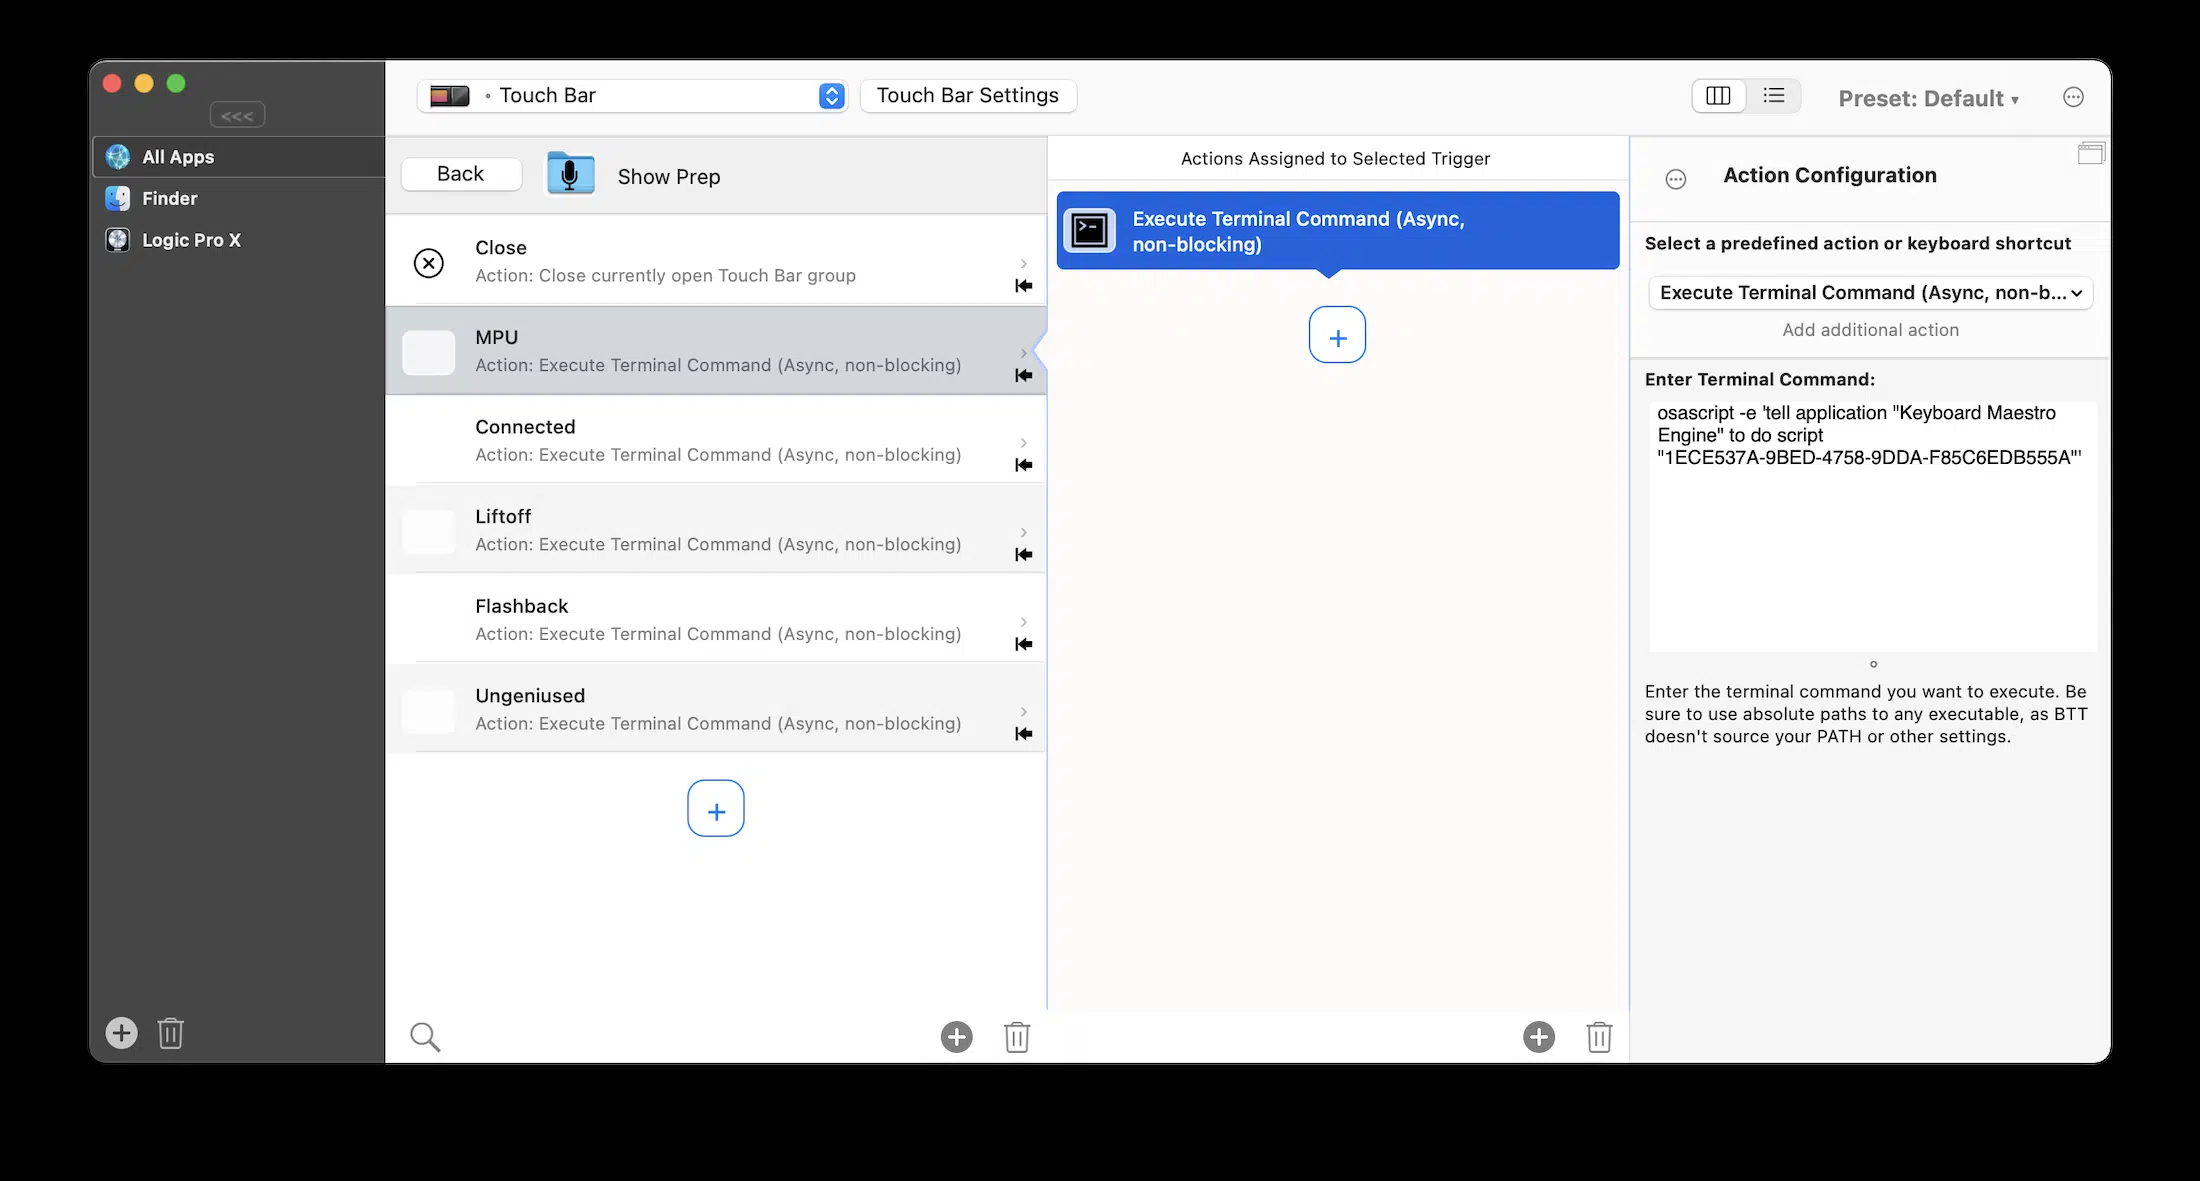 <<<
All Apps
Finder
Logic Pro X
• Touch Bar
Touch Bar Settings
Preset: Default ▾
Back
Show Prep
Close
Action: Close currently open Touch Bar group
MPU
Action: Execute Terminal Command (Async, non-blocking)
Connected
Action: Execute Terminal Command (Async, non-blocking)
Liftoff
Action: Execute Terminal Command (Async, non-blocking)
Flashback
Action: Execute Terminal Command (Async, non-blocking)
Ungeniused
Action: Execute Terminal Command (Async, non-blocking)
Actions Assigned to Selected Trigger
Execute Terminal Command (Async,
non-blocking)
Action Configuration
Select a predefined action or keyboard shortcut
Execute Terminal Command (Async, non-b...
Add additional action
Enter Terminal Command:
osascript -e 'tell application "Keyboard Maestro
Engine" to do script
"1ECE537A-9BED-4758-9DDA-F85C6EDB555A"'
Enter the terminal command you want to execute. Be
sure to use absolute paths to any executable, as BTT
doesn't source your PATH or other settings.